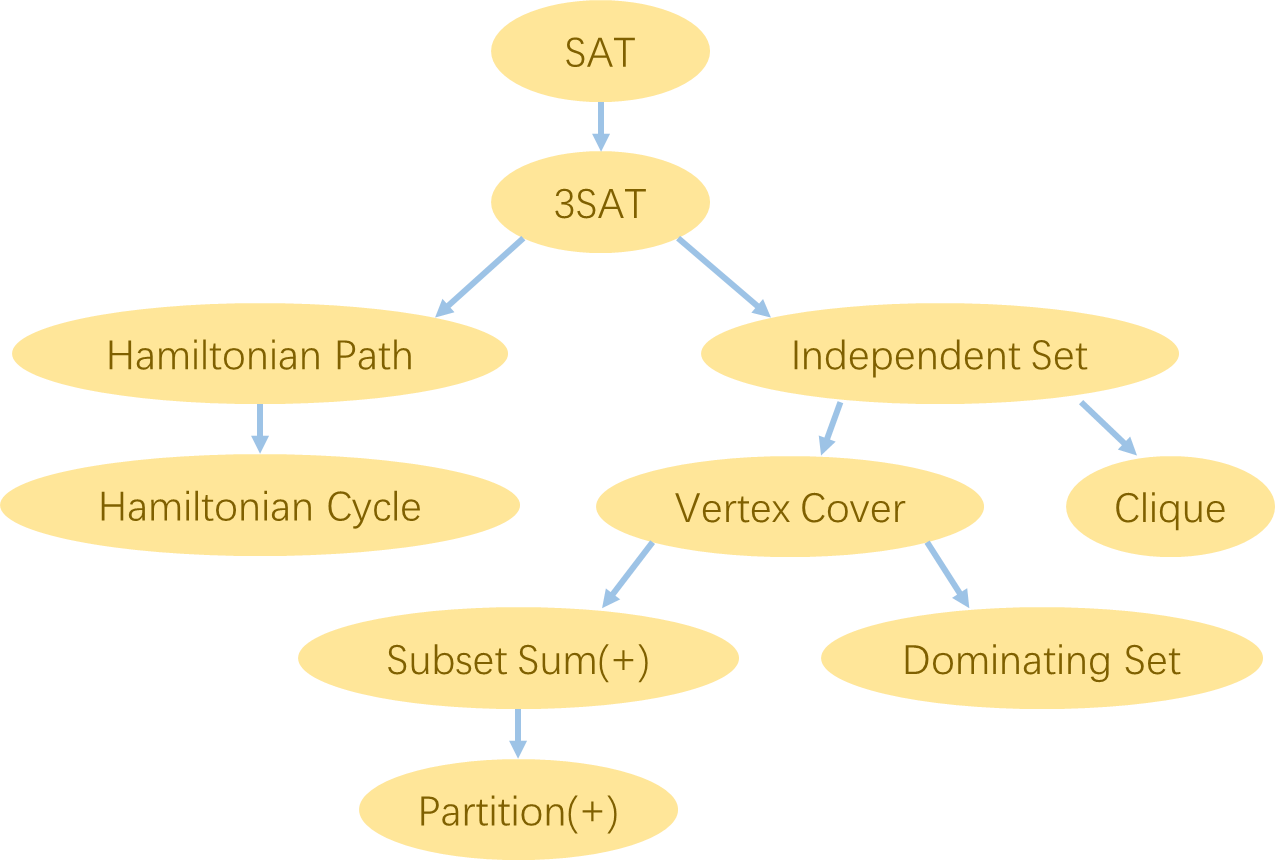 SAT
3SAT
Hamiltonian Path
Independent Set
Hamiltonian Cycle
Vertex Cover
Clique
Subset Sum(+)
Dominating Set
Partition(+)